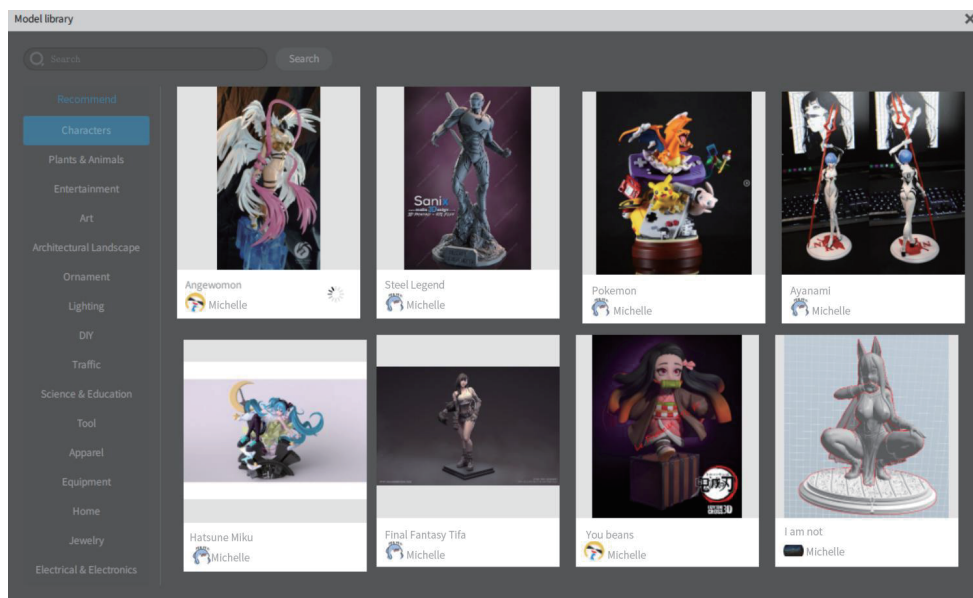 Model library
Search
Search
Recommend
Characters
Plants & Animals
Entertainment
Art
Architectural Landscape
Ornament
Lighting
DIY
Traffic
Science & Education
Tool
Apparel
Equipment
Home
Jewelry
Electrical & Electronics
Sanix
Angewomon
Michelle
Steel Legend
Michelle
Pokemon
Michelle
Ayanami
Michelle
Hatsune Miku
Michelle
Final Fantasy Tifa
Michelle
You beans
Michelle
I am not
Michelle